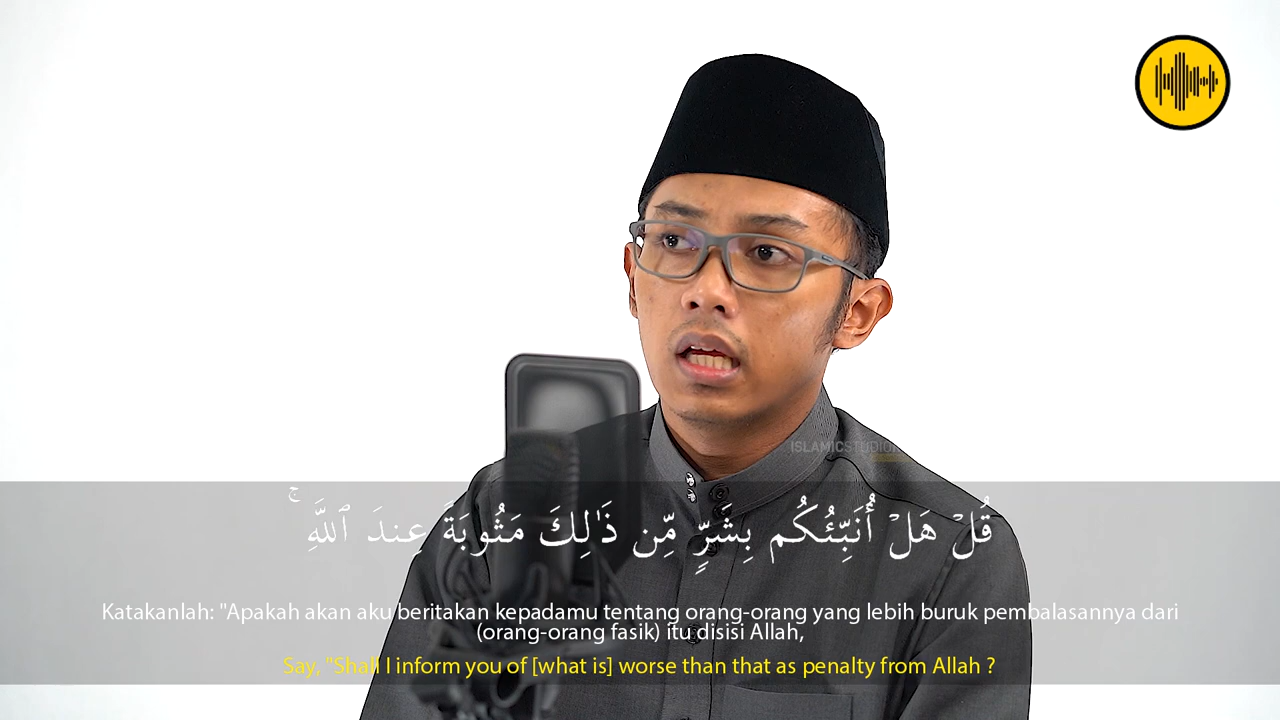 ISLAMICSTUDIO
قُلْ هَلْ أُنَبِّئُكُم بِشَرٍّ مِّن ذَٰلِكَ مَثُوبَةً عِندَ ٱللَّهِ ۚ
Katakanlah: "Apakah akan aku beritakan kepadamu tentang orang-orang yang lebih buruk pembalasannya dari
(orang-orang fasik) itu disisi Allah,
Say, "Shall I inform you of [what is] worse than that as penalty from Allah ?